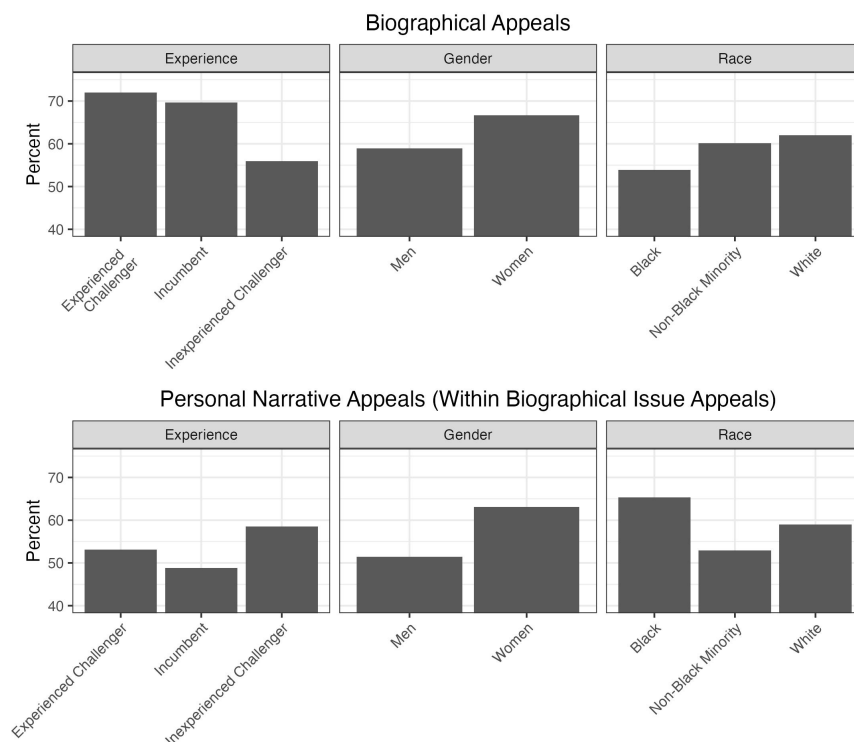 Biographical Appeals
Experience
Gender
Race
Percent
70
60
50
40
Experienced
Challenger
Incumbent
Inexperienced Challenger
Men
Women
Black
Non-Black Minority
White
Personal Narrative Appeals (Within Biographical Issue Appeals)
Experience
Gender
Race
Percent
70
60
50
40
Experienced Challenger
Incumbent
Inexperienced Challenger
Men
Women
Black
Non-Black Minority
White